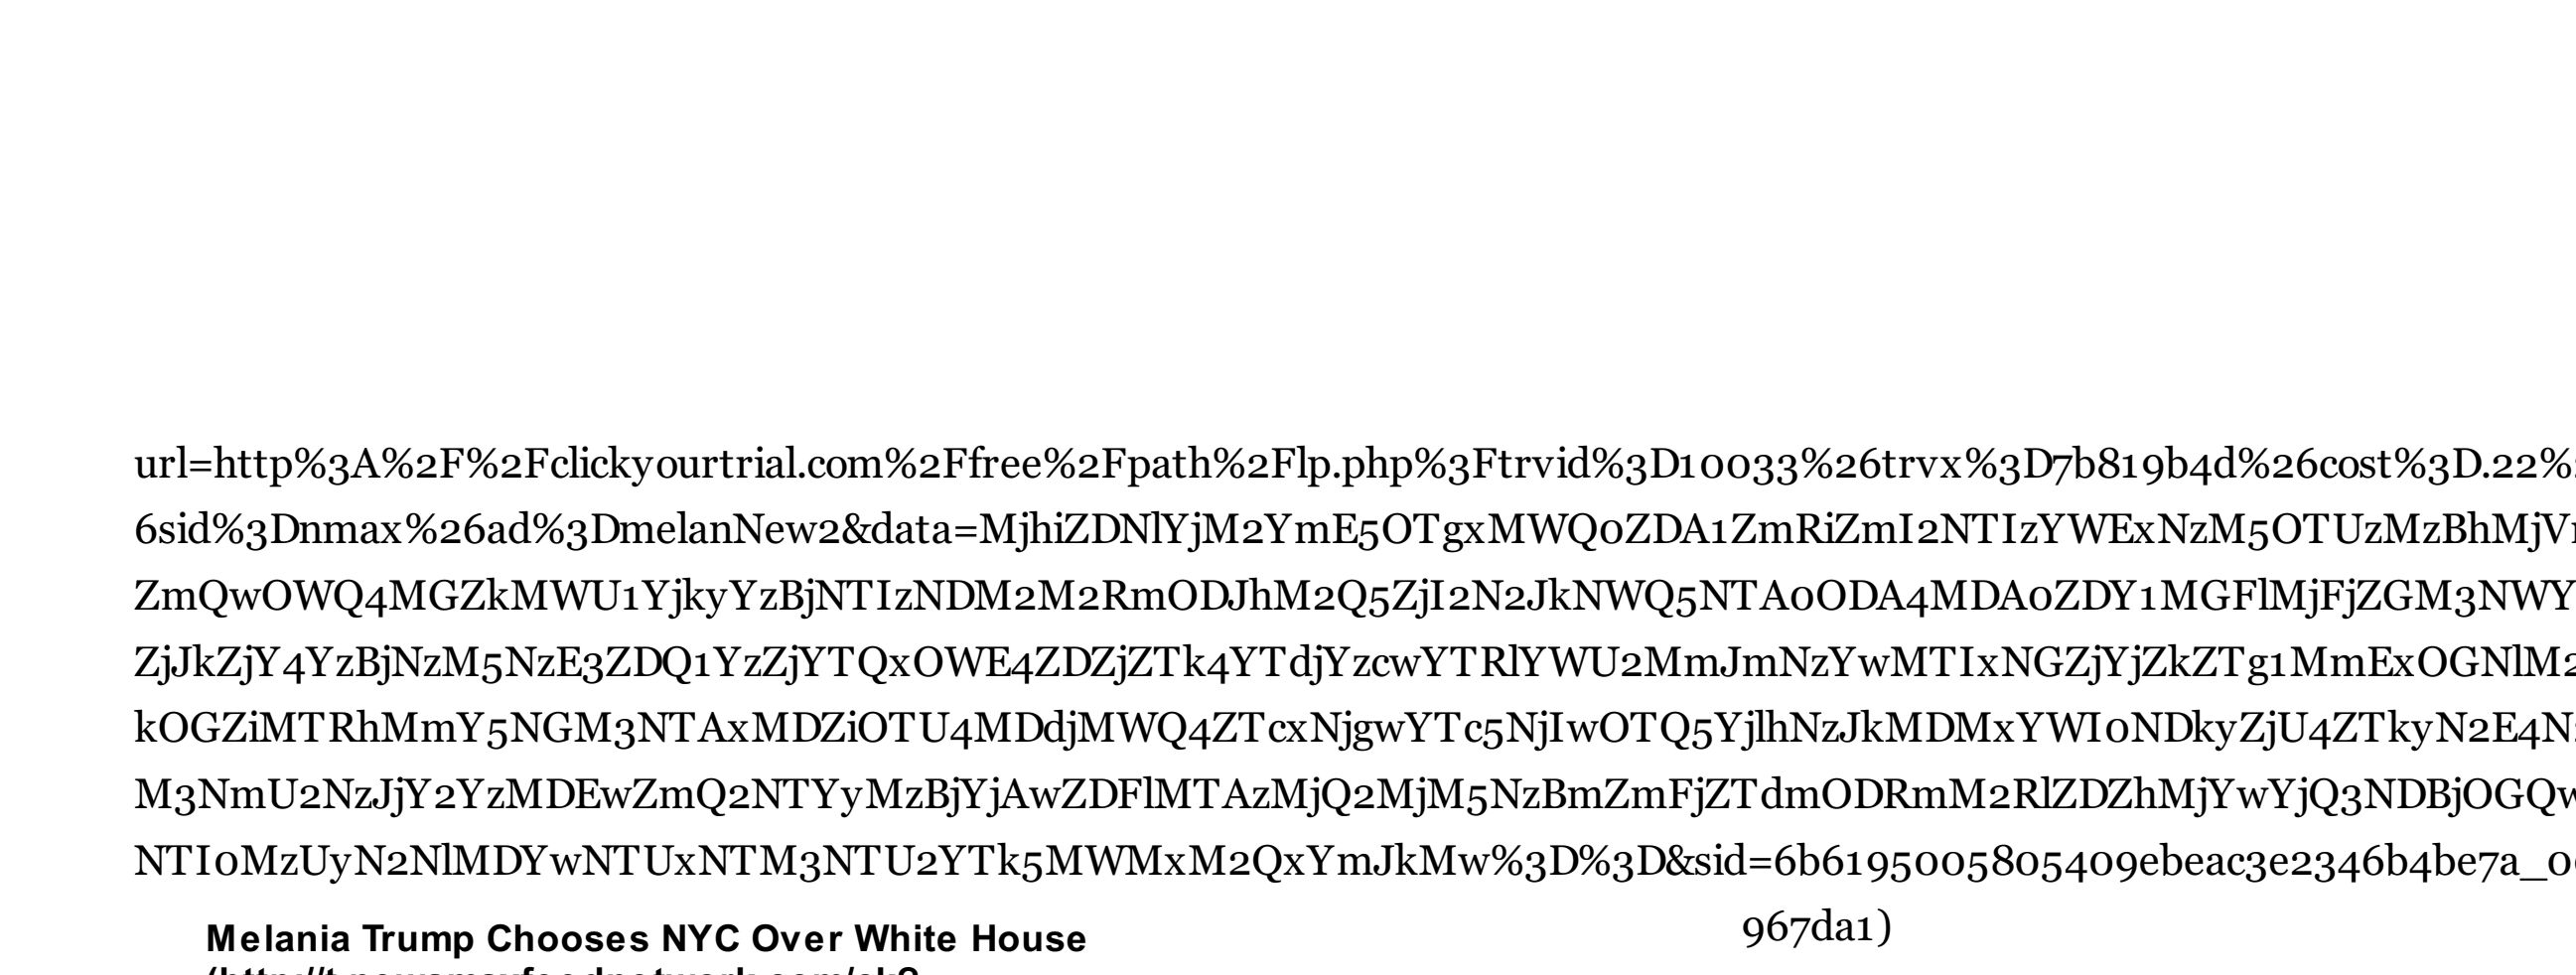 url=http%3A%2F%2Fclickyourtrial.com%2Ffree%2Fpath%2Flp.php%3Ftrvid%3D10033%26trvx%3D7b819b4d%26cost%3D.22%
6sid%3Dnmax%26ad%3DmelanNew2&data=MjhiZDNlYjM2YmE5OTgxMWQ0ZDA1ZmRiZmI2NTIzYWExNzM5OTUzMzBhMjV
ZmQwOWQ4MGZkMWU1YjkyYzBjNTIzNDM2M2RmODJhM2Q5ZjI2N2JkNWQ5NTA0ODA4MDA0ZDY1MGFlMjFjZGM3NWY
ZjJkZjY4YzBjNzM5NzE3ZDQ1YzZjYTQxOWE4ZDZjZTk4YTdjYzcwYTRlYWU2MmJmNzYwMTIxNGZjYjZkZTg1MmExOGNlM2
kOGZiMTRhMmY5NGM3NTAxMDZiOTU4MDdjMWQ4ZTcxNjgwYTc5NjIwOTQ5YjlhNzJkMDMxYWI0NDkyZjU4ZTkyN2E4N
M3NmU2NzJjY2YzMDEwZmQ2NTYyMzBjYjAwZDFlMTAzMjQ2MjM5NzBmZmFjZTdmODRmM2RlZDZhMjYwYjQ3NDBjOGQw
NTI0MzUyN2NlMDYwNTUxNTM3NTU2YTk5MWMxM2QxYmJkMw%3D%3D&sid=6b6195005805409ebeac3e2346b4be7a_0
967da1)
Melania Trump Chooses NYC Over White House